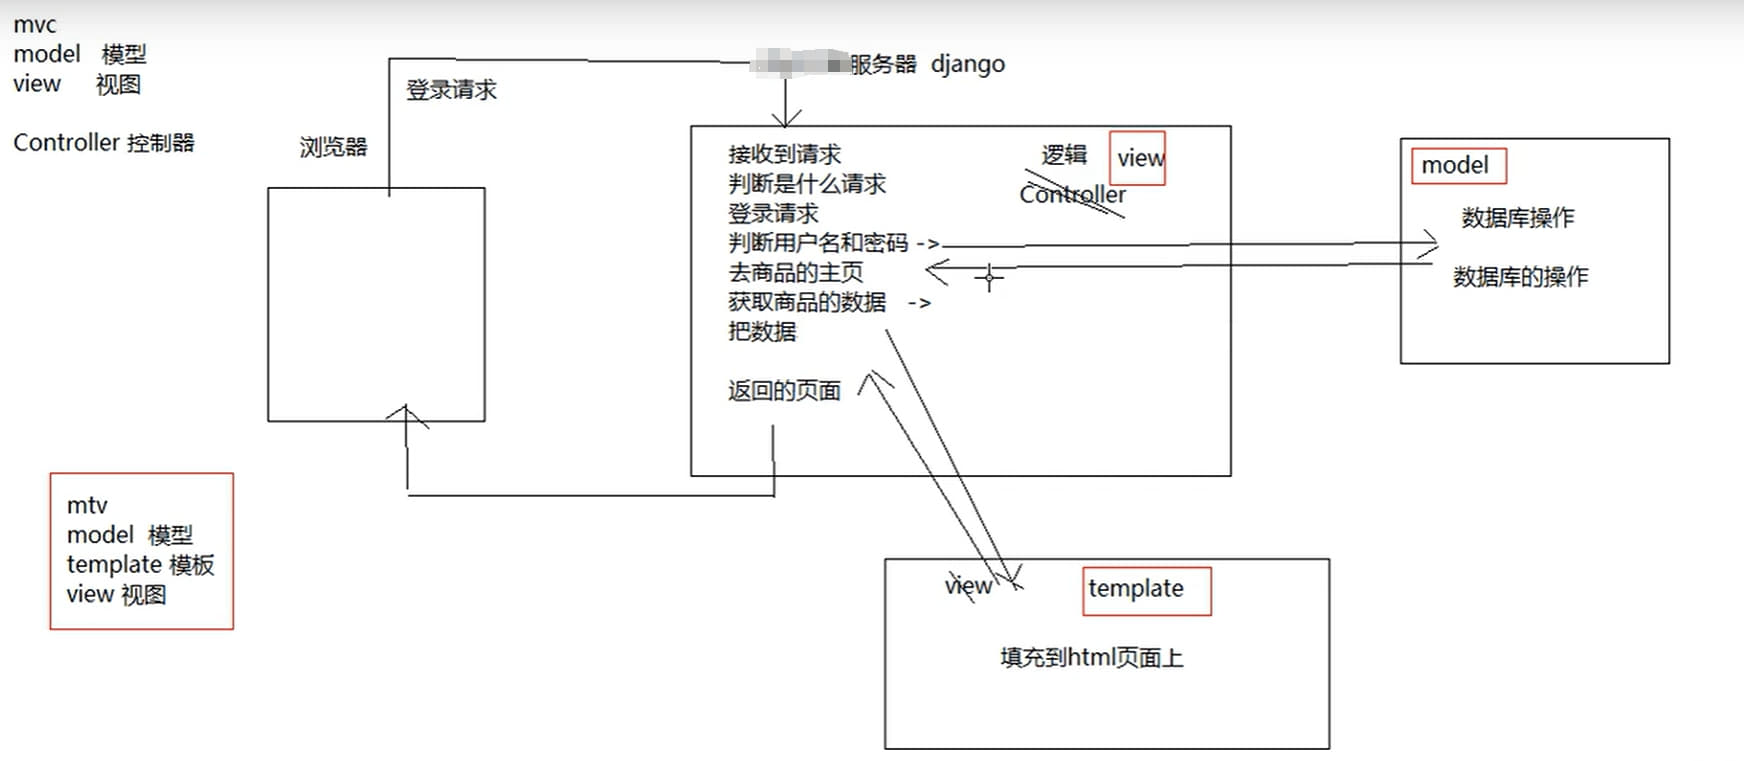 mvc
model 模型
view 视图
Controller 控制器
登录请求
浏览器
服务器 django
接收到请求
判断是什么请求
登录请求
判断用户名和密码 ->
去商品的主页
获取商品的数据 ->
把数据
返回的页面
逻辑 view
Controller
model
数据库操作
数据库的操作
mtv
model 模型
template 模板
view 视图
view template
填充到html页面上